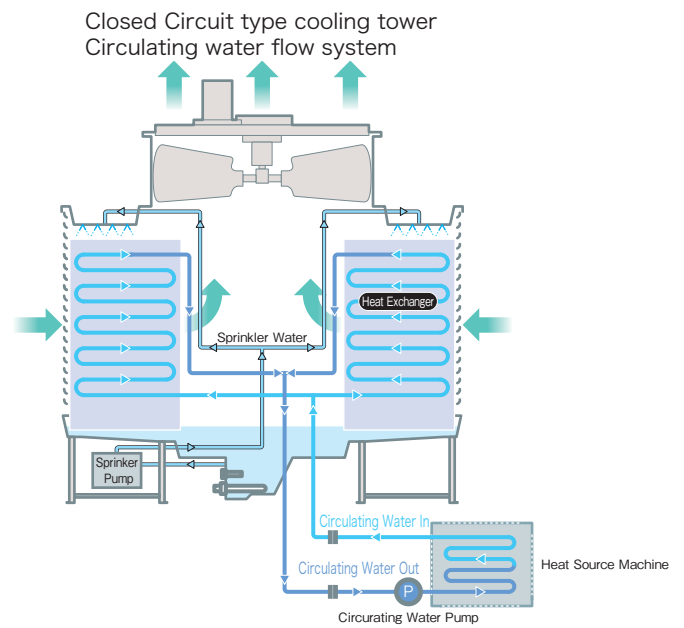 Closed Circuit type cooling tower
Circulating water flow system
Heat Exchanger
Sprinkler Water
Sprinker
Pump
Circulating Water In
Circulating Water Out
Heat Source Machine
P
Circurating Water Pump